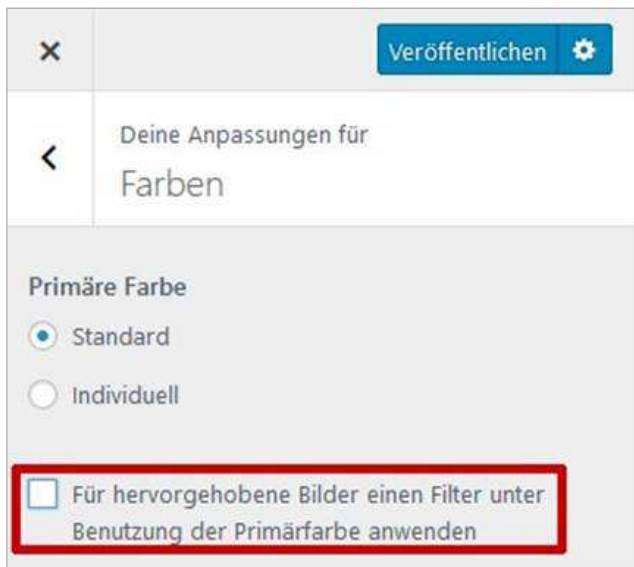 Veröffentlichen
Deine Anpassungen für
Farben
Primäre Farbe
Standard
Individuell
Für hervorgehobene Bilder einen Filter unter
Benutzung der Primärfarbe anwenden